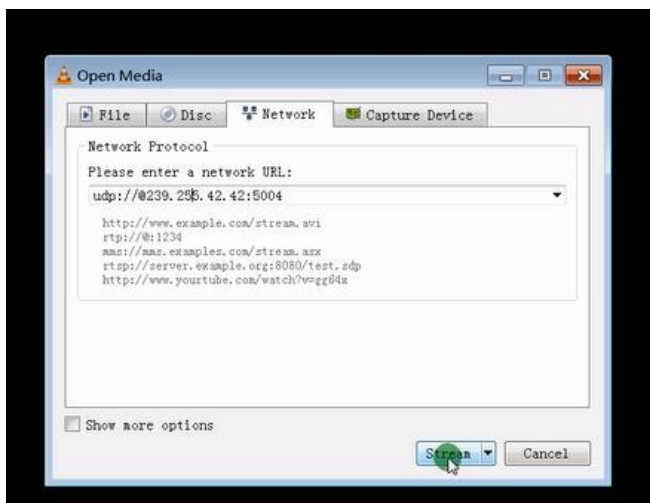 Open Media
File Disc Network Capture Device
Network Protocol
Please enter a network URL:
udp://@239.255.42.42:5004
http://www.example.com/stream.avi
rtp://@:1234
mms://mms.examples.com/stream.asx
rtsp://server.example.org:8080/test.sdp
http://www.yourtube.com/watch?v=gg64x
Show more options
Stream Cancel